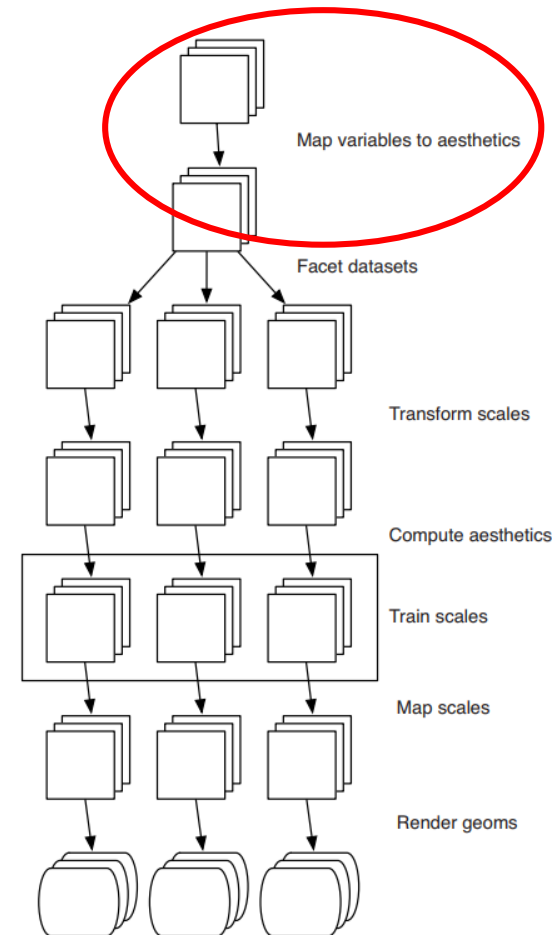 Map variables to aesthetics
Facet datasets
Transform scales
Compute aesthetics
Train scales
Map scales
Render geoms